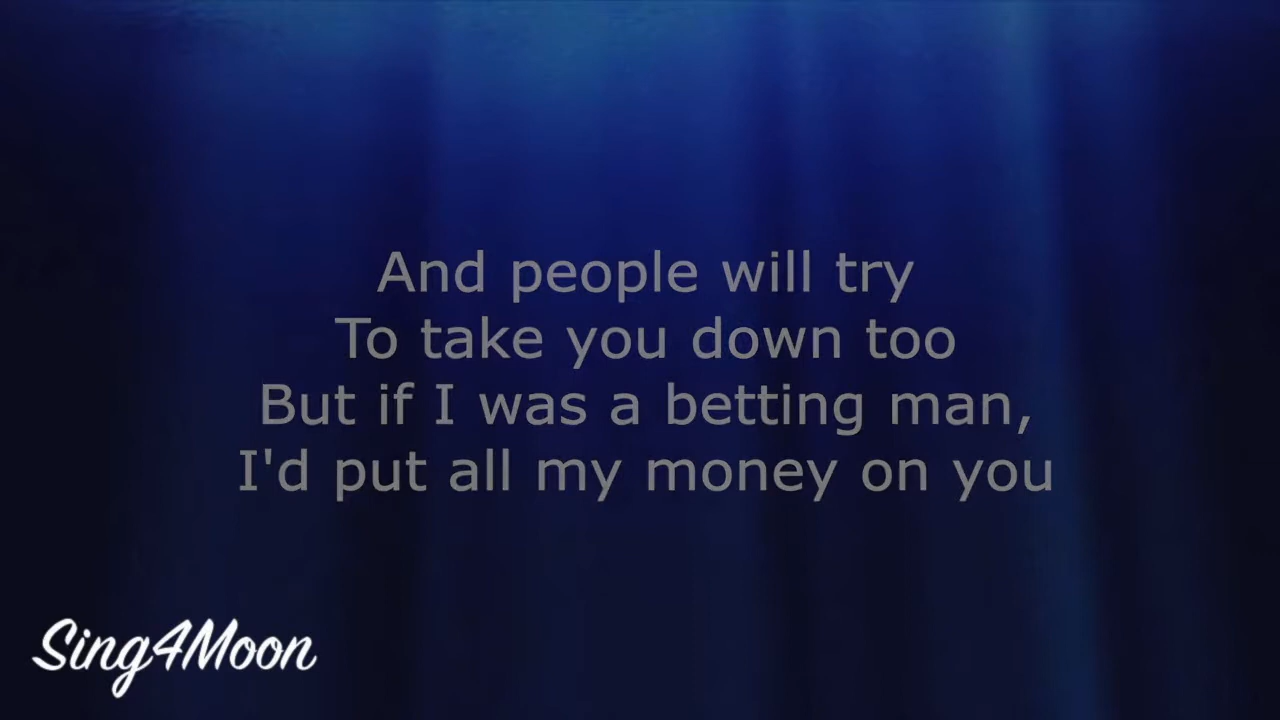 And people will try
To take you down too
But if I was a betting man,
I'd put all my money on you
Sing4Moon